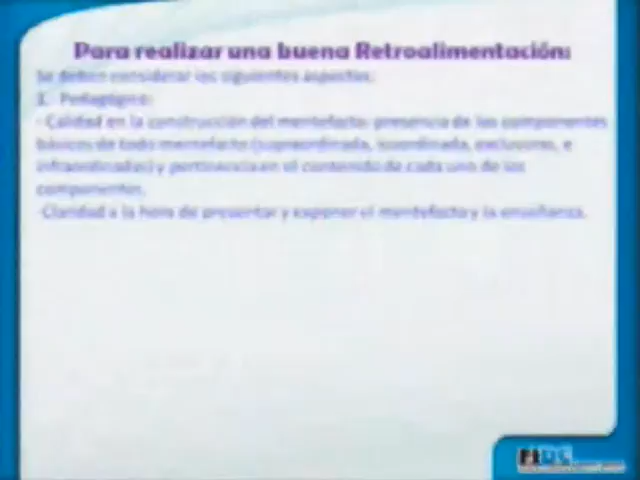 Para realizar una buena Retroalimentación:
Se deben considerar los siguientes aspectos:
1. Pedagógico:
- Calidad en la construcción del mentefacto: presencia de los componentes
básicos de todo mentefacto (supraordinada, isoordinada, exclusores, e
infraordinadas) y pertinencia en el contenido de cada uno de los
componentes.
-Claridad a la hora de presentar y exponer el mentefacto y la enseñanza.